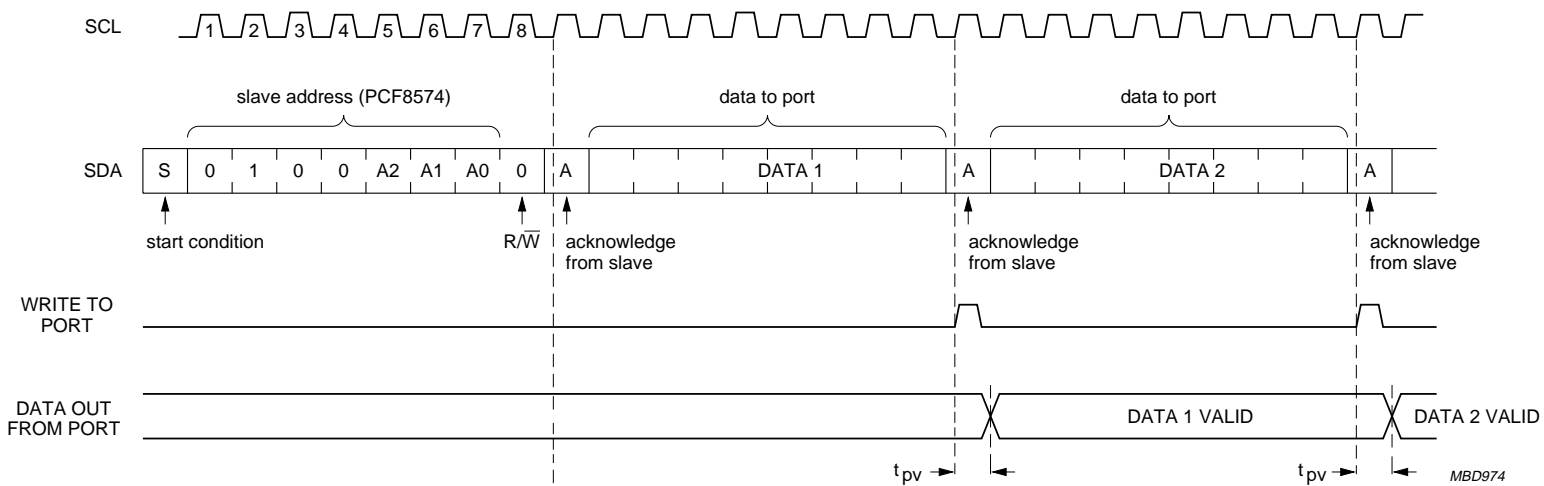 SCL 1 2 3 4 5 6 7 8
slave address (PCF8574) data to port data to port
SDA S 0 1 0 0 A2 A1 A0 0 A DATA 1 A DATA 2 A
start condition R/W̅ acknowledge acknowledge acknowledge
from slave from slave from slave
WRITE TO
PORT
DATA OUT
FROM PORT
DATA 1 VALID DATA 2 VALID
tpv tpv MBD974